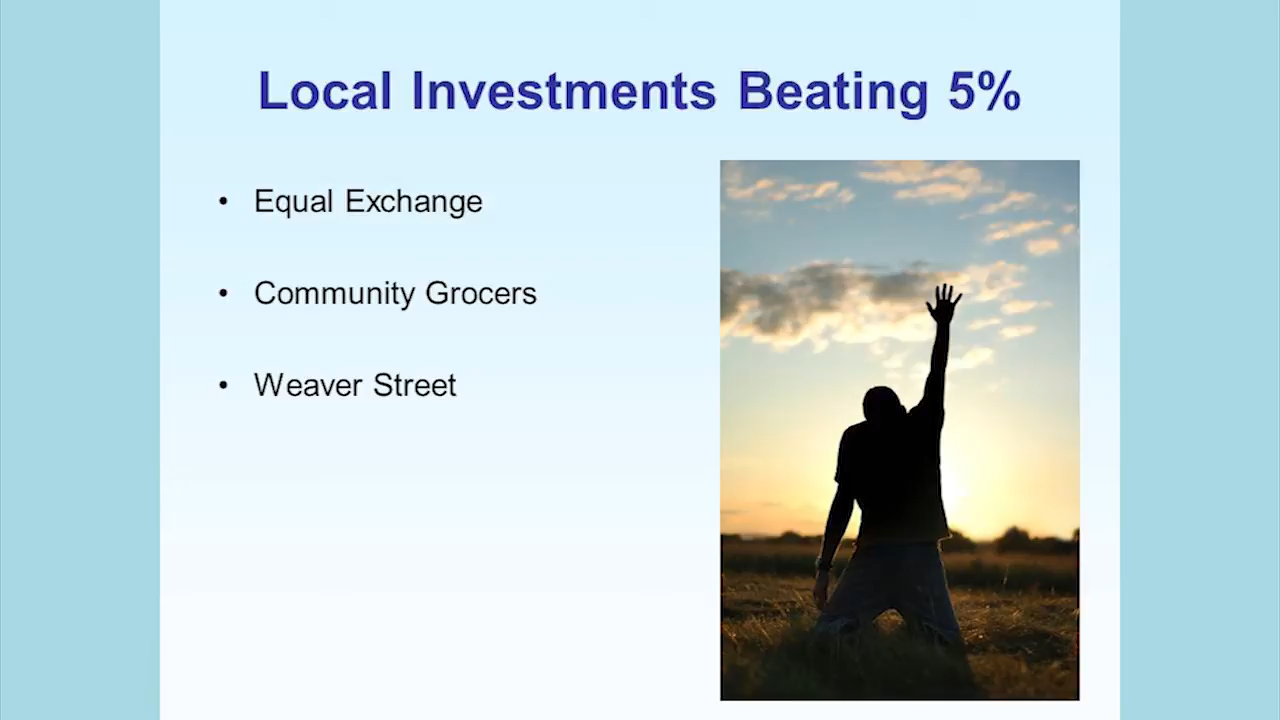 Local Investments Beating 5%
• Equal Exchange
• Community Grocers
• Weaver Street